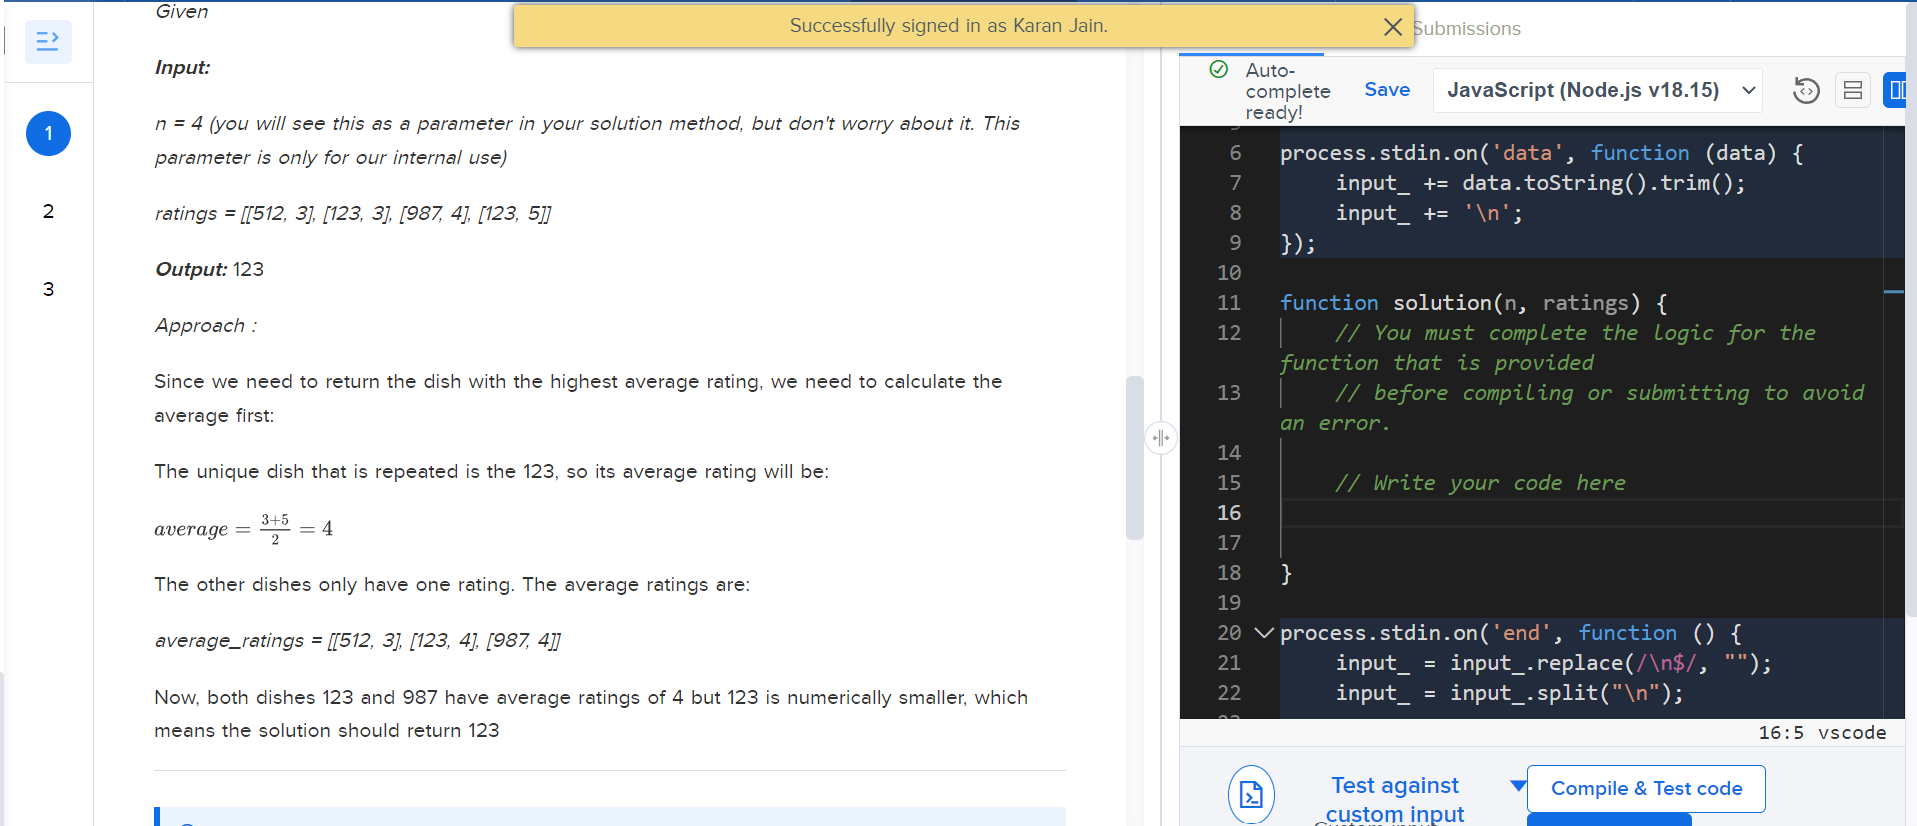 Given
Successfully signed in as Karan Jain.
Submissions
Input:
n = 4 (you will see this as a parameter in your solution method, but don't worry about it. This
parameter is only for our internal use)
ratings = [[512, 3], [123, 3], [987, 4], [123, 5]]
Output: 123
Approach :
Since we need to return the dish with the highest average rating, we need to calculate the
average first:
The unique dish that is repeated is the 123, so its average rating will be:
average = 3+5/2 = 4
The other dishes only have one rating. The average ratings are:
average_ratings = [[512, 3], [123, 4], [987, 4]]
Now, both dishes 123 and 987 have average ratings of 4 but 123 is numerically smaller, which
means the solution should return 123
1
2
3
Auto-
complete
ready!
Save
JavaScript (Node.js v18.15)
6 process.stdin.on('data', function (data) {
7 input_ += data.toString().trim();
8 input_ += '\n';
9 });
10
11 function solution(n, ratings) {
12 // You must complete the logic for the
function that is provided
13 // before compiling or submitting to avoid
an error.
14
15 // Write your code here
16
17
18 }
19
20 process.stdin.on('end', function () {
21 input_ = input_.replace(/\n$/, "");
22 input_ = input_.split("\n");
16:5 vscode
Test against
custom input
Compile & Test code